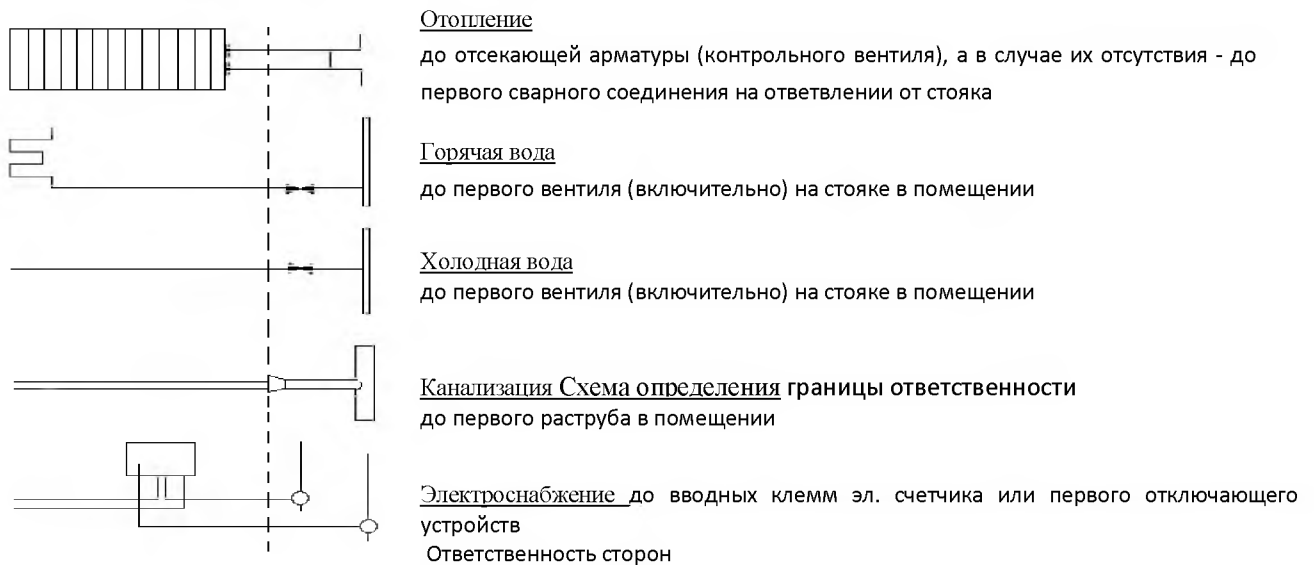 Отопление
до отсекающей арматуры (контрольного вентиля), а в случае их отсутствия - до
первого сварного соединения на ответвлении от стояка
Горячая вода
до первого вентиля (включительно) на стояке в помещении
Холодная вода
до первого вентиля (включительно) на стояке в помещении
Канализация Схема определения границы ответственности
до первого раструба в помещении
Электроснабжение до вводных клемм эл. счетчика или первого отключающего
устройств
Ответственность сторон